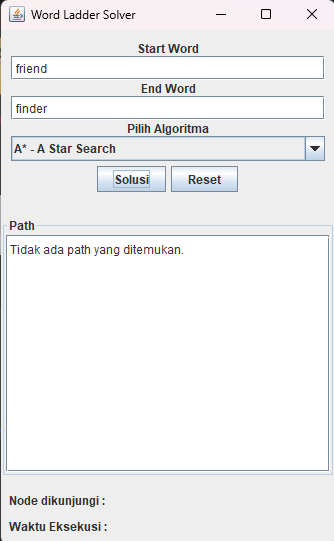 Word Ladder Solver
Start Word
friend
End Word
finder
Pilih Algoritma
A* - A Star Search
Solusi Reset
Path
Tidak ada path yang ditemukan.
Node dikunjungi :
Waktu Eksekusi :